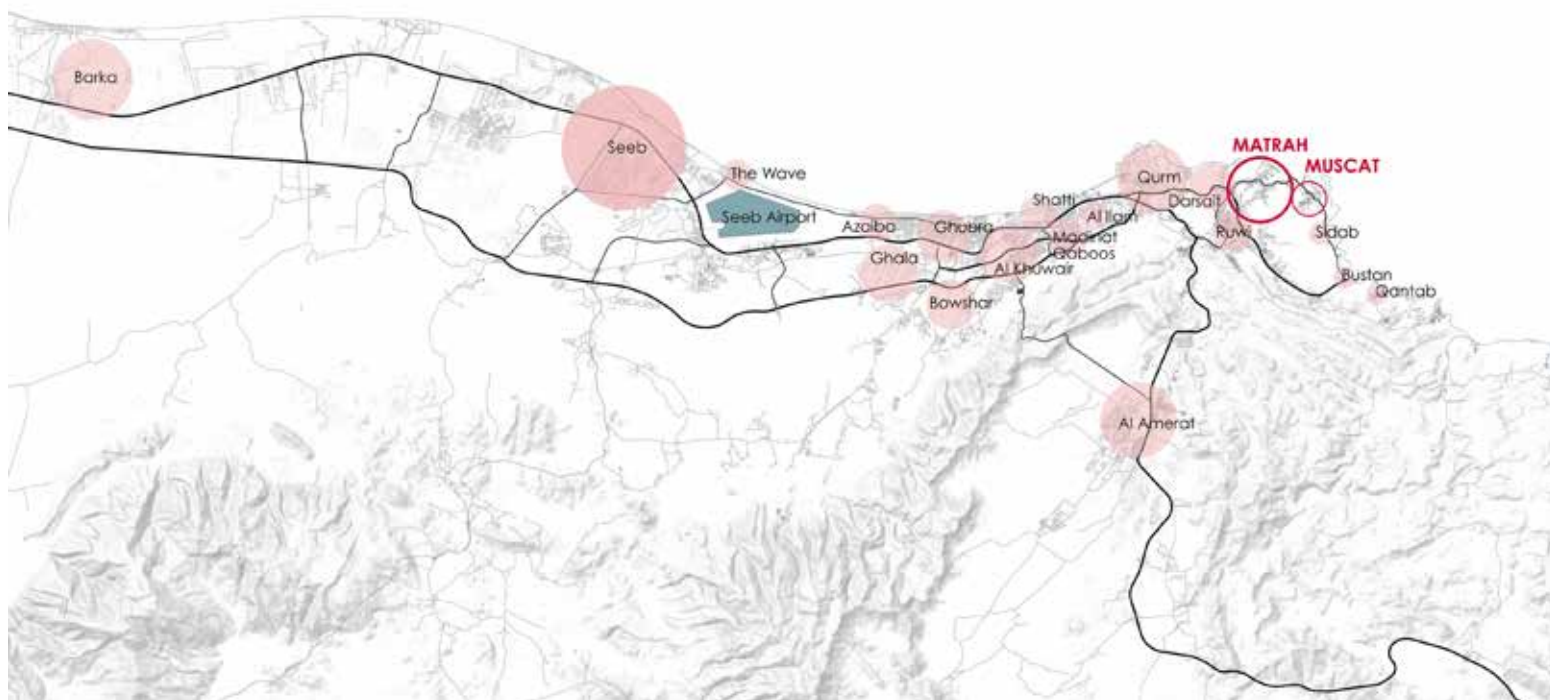 Barka
Seeb
The Wave
Seeb Airport
Azaiba
Ghubra
Ghala
Bowshar
Al Khuwair
Madinat
Qaboos
Shatti
Al Ilam
Qurm
Darsait
Ruwi
MATRAH
MUSCAT
Sidab
Bustan
Qantab
Al Amerat